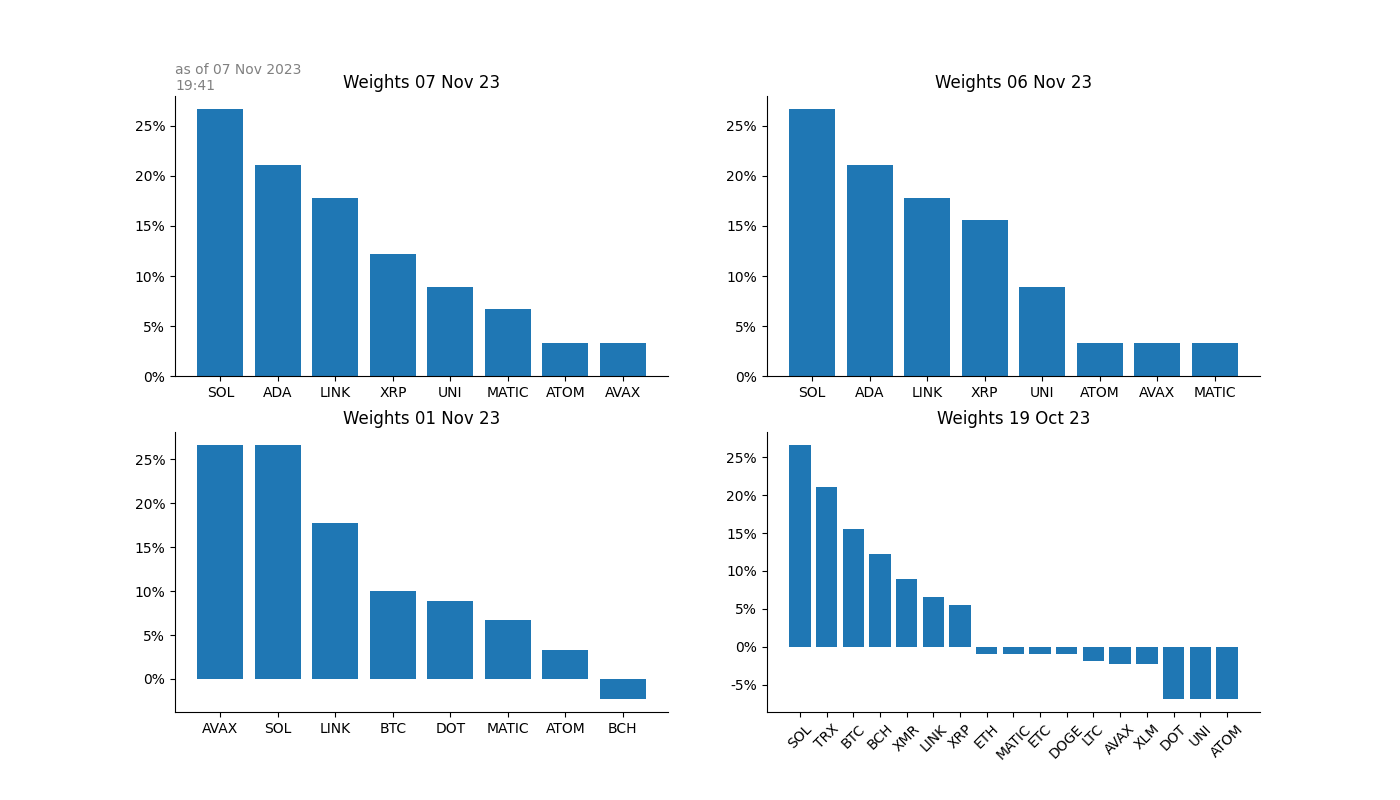 as of 07 Nov 2023
19:41
Weights 07 Nov 23
25%
20%
15%
10%
5%
0%
SOL ADA LINK XRP UNI MATIC ATOM AVAX
Weights 06 Nov 23
25%
20%
15%
10%
5%
0%
SOL ADA LINK XRP UNI ATOM AVAX MATIC
Weights 01 Nov 23
25%
20%
15%
10%
5%
0%
AVAX SOL LINK BTC DOT MATIC ATOM BCH
Weights 19 Oct 23
25%
20%
15%
10%
5%
0%
-5%
SOL TRX BTC BCH XMR LINK XRP ETH MATIC ETC DOGE LTC AVAX XLM DOT UNI ATOM